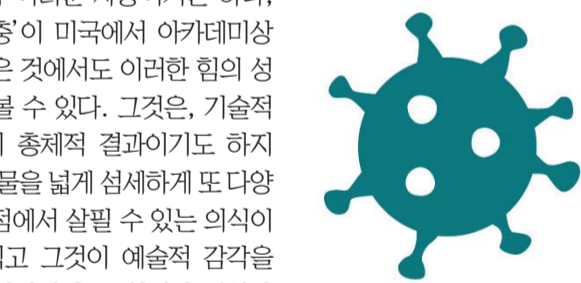 충’이 미국에서 아카데미상
은 것에서도 이러한 힘의 성
볼 수 있다. 그것은, 기술적
총체적 결과이기도 하지
물을 넓게 섬세하게 또 다양
점에서 살필 수 있는 의식이
고 그것이 예술적 감각을